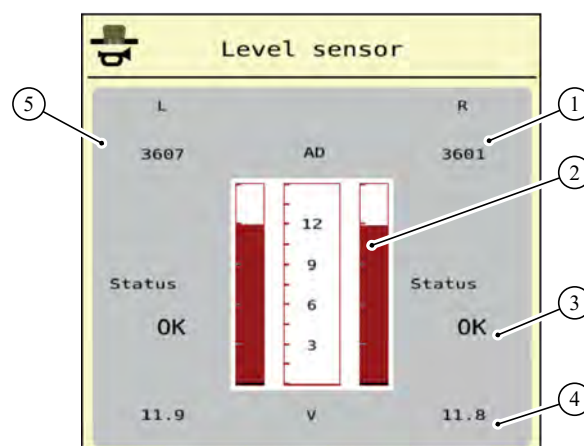 Level sensor
L R
5 1
3607 AD 3601
2
12
9
Status Status
6
OK OK 3
3
11.9 V 11.8 4